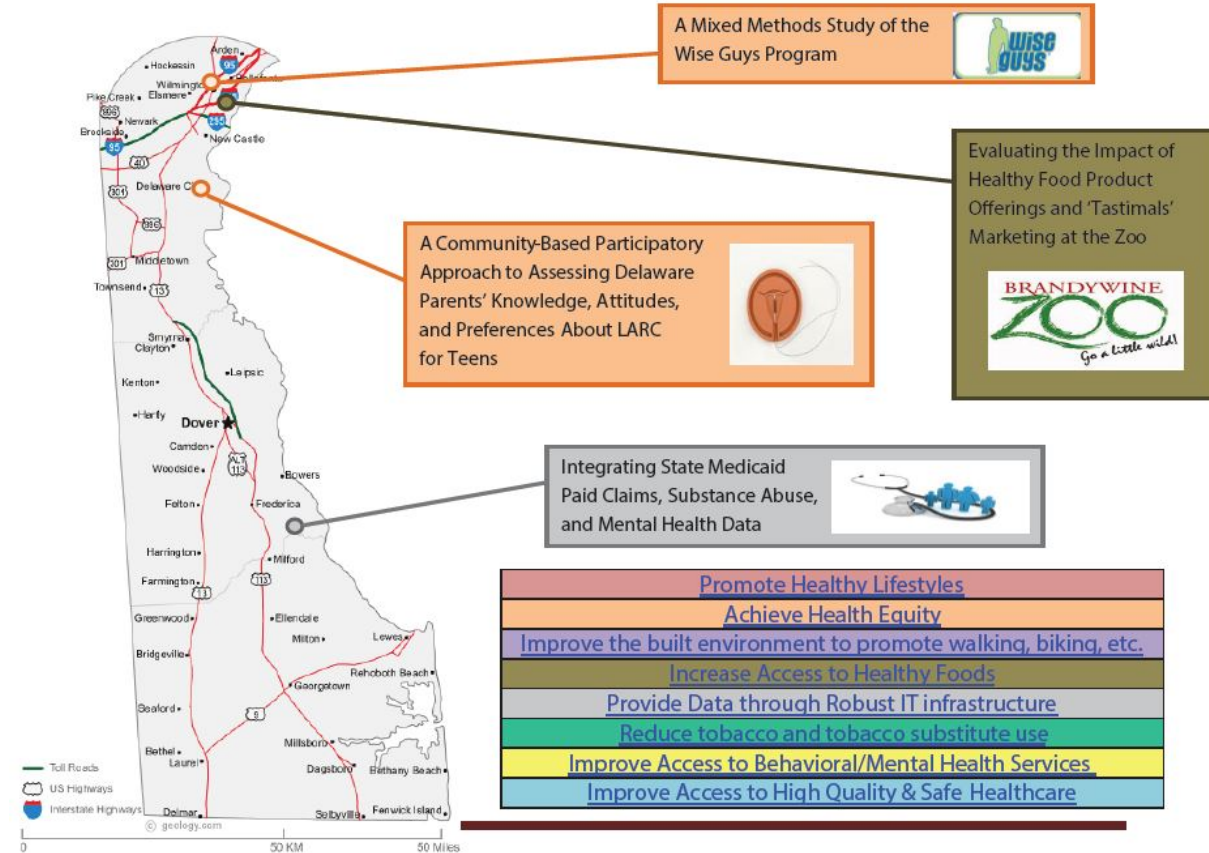 A Mixed Methods Study of the
Wise Guys Program
wise
guys
Evaluating the Impact of
Healthy Food Product
Offerings and ‘Tastimals’
Marketing at the Zoo
BRANDYWINE
ZOO
Go a little wild!
A Community-Based Participatory
Approach to Assessing Delaware
Parents’ Knowledge, Attitudes,
and Preferences About LARC
for Teens
Integrating State Medicaid
Paid Claims, Substance Abuse,
and Mental Health Data
Promote Healthy Lifestyles
Achieve Health Equity
Improve the built environment to promote walking, biking, etc.
Increase Access to Healthy Foods
Provide Data through Robust IT infrastructure
Reduce tobacco and tobacco substitute use
Improve Access to Behavioral/Mental Health Services
Improve Access to High Quality & Safe Healthcare
Arden
95
Hockessin
Wilmington
Elsmere
Pike Creek
Newark
Brookside
95
295
New Castle
40
301
Delaware C
896
301
Middletown
Townsend
13
Smyrna
Clayton
Leipsic
Kenton
Hartly
Dover
Camden
ALT
113
Woodside
Bowers
Felton
Frederica
Harrington
Milford
Farmington
13
113
Greenwood
Ellendale
Milton
Lewes
Bridgeville
Rehoboth Beach
Georgetown
Seaford
9
Millsboro
Bethel
Laurel
Dagsboro
Bethany Beach
Delmar
Selbyville
Fenwick Island
Toll Roads
US Highways
Interstate Highways
© geology.com
0
50 KM
50 Miles